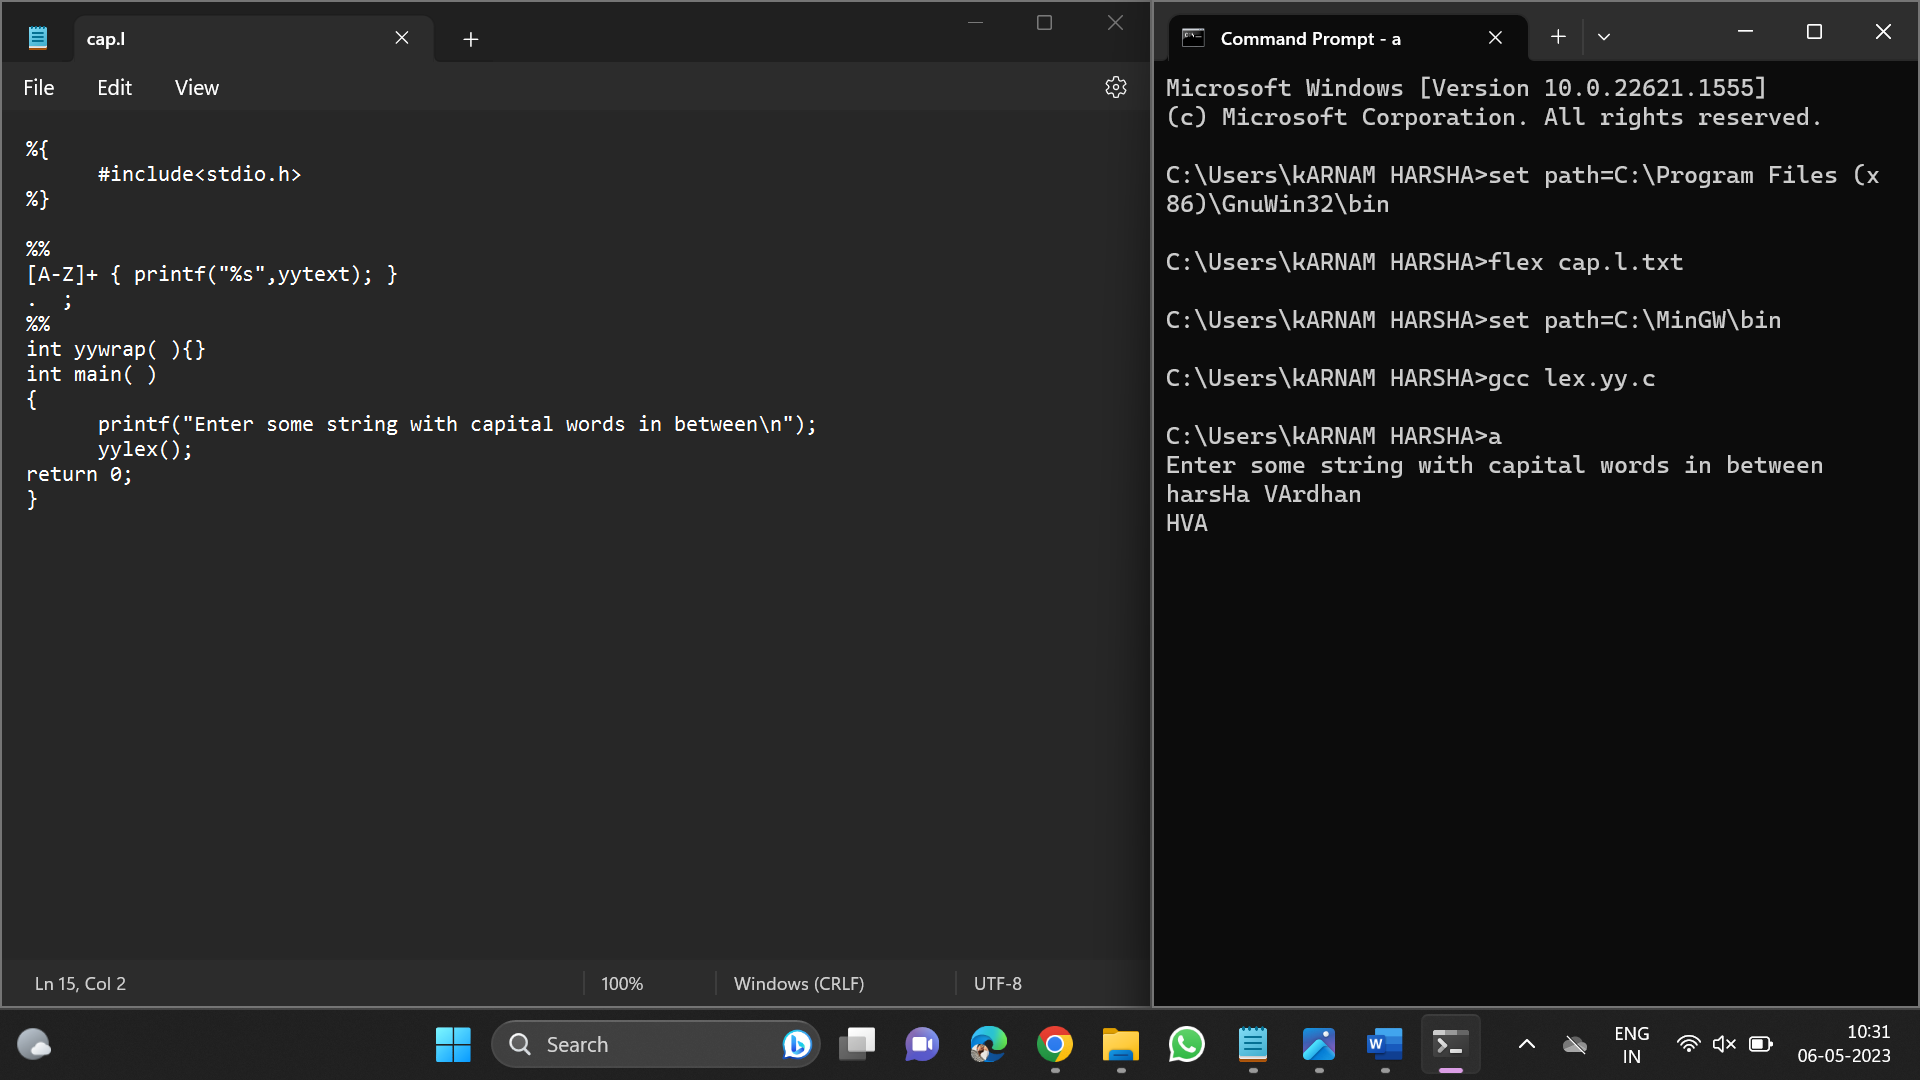 cap.l
File Edit View
%{
#include<stdio.h>
%}
%%
[A-Z]+ { printf("%s",yytext); }
. ;
%%
int yywrap( ){}
int main( )
{
printf("Enter some string with capital words in between\n");
yylex();
return 0;
}
Ln 15, Col 2 100% Windows (CRLF) UTF-8
Command Prompt - a
Microsoft Windows [Version 10.0.22621.1555]
(c) Microsoft Corporation. All rights reserved.
C:\Users\kARNAM HARSHA>set path=C:\Program Files (x
86)\GnuWin32\bin
C:\Users\kARNAM HARSHA>flex cap.l.txt
C:\Users\kARNAM HARSHA>set path=C:\MinGW\bin
C:\Users\kARNAM HARSHA>gcc lex.yy.c
C:\Users\kARNAM HARSHA>a
Enter some string with capital words in between
harsHa VArdhan
HVA
Search
W
ENG
IN
10:31
06-05-2023